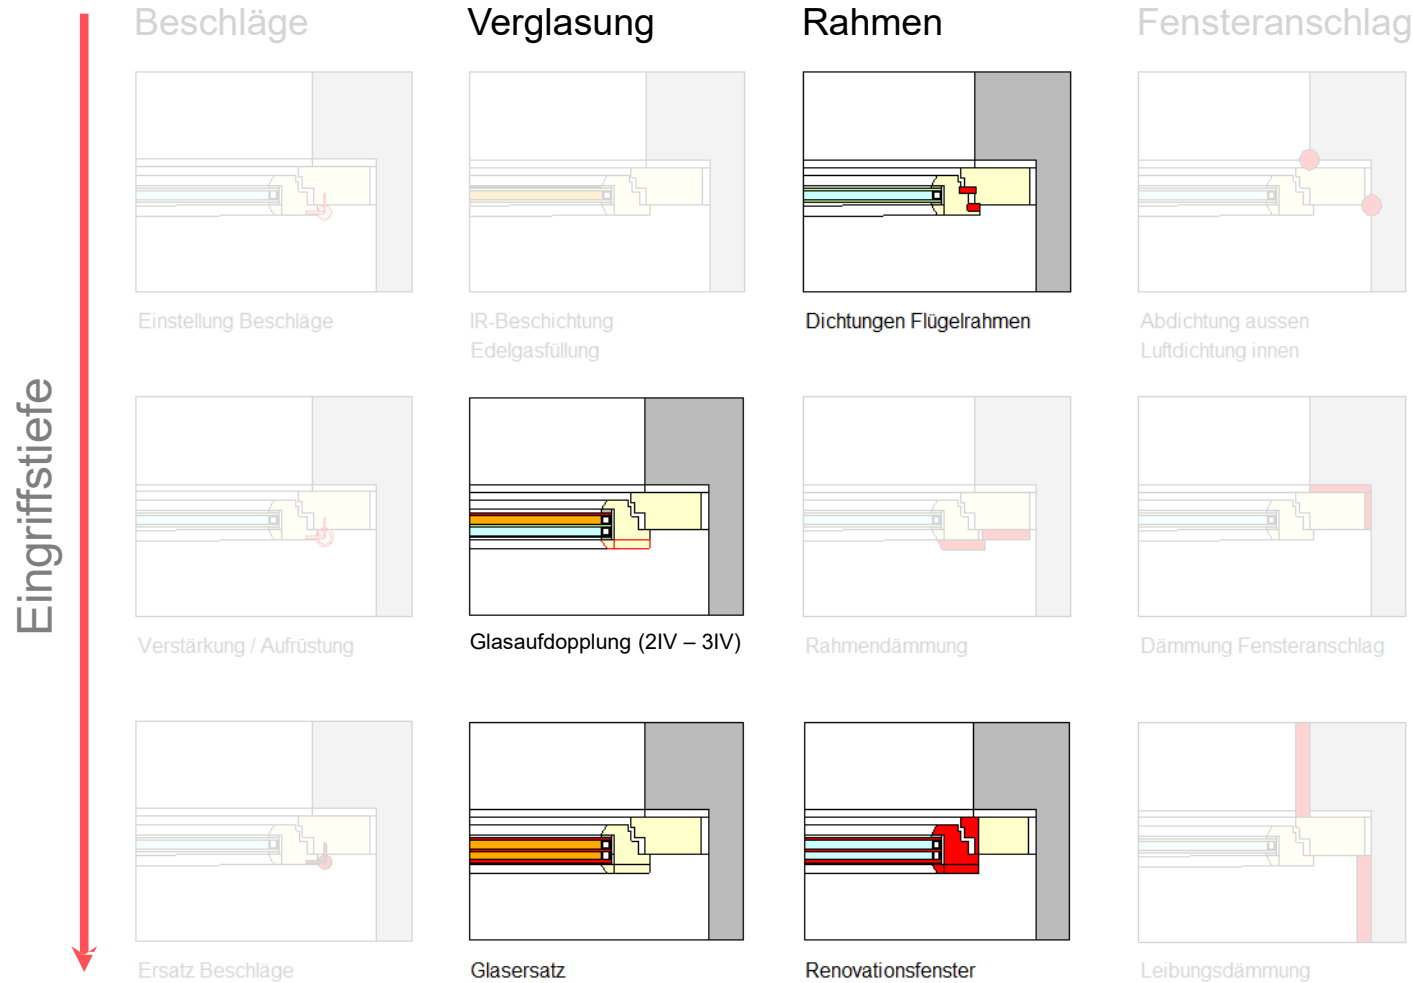 Beschläge
Verglasung
Rahmen
Fensteranschlag
Eingriffstiefe
Einstellung Beschläge
IR-Beschichtung
Edelgasfüllung
Dichtungen Flügelrahmen
Abdichtung aussen
Luftdichtung innen
Verstärkung / Aufrüstung
Glasaufdopplung (2IV – 3IV)
Rahmendämmung
Dämmung Fensteranschlag
Ersatz Beschläge
Glasersatz
Renovationsfenster
Leibungsdämmung